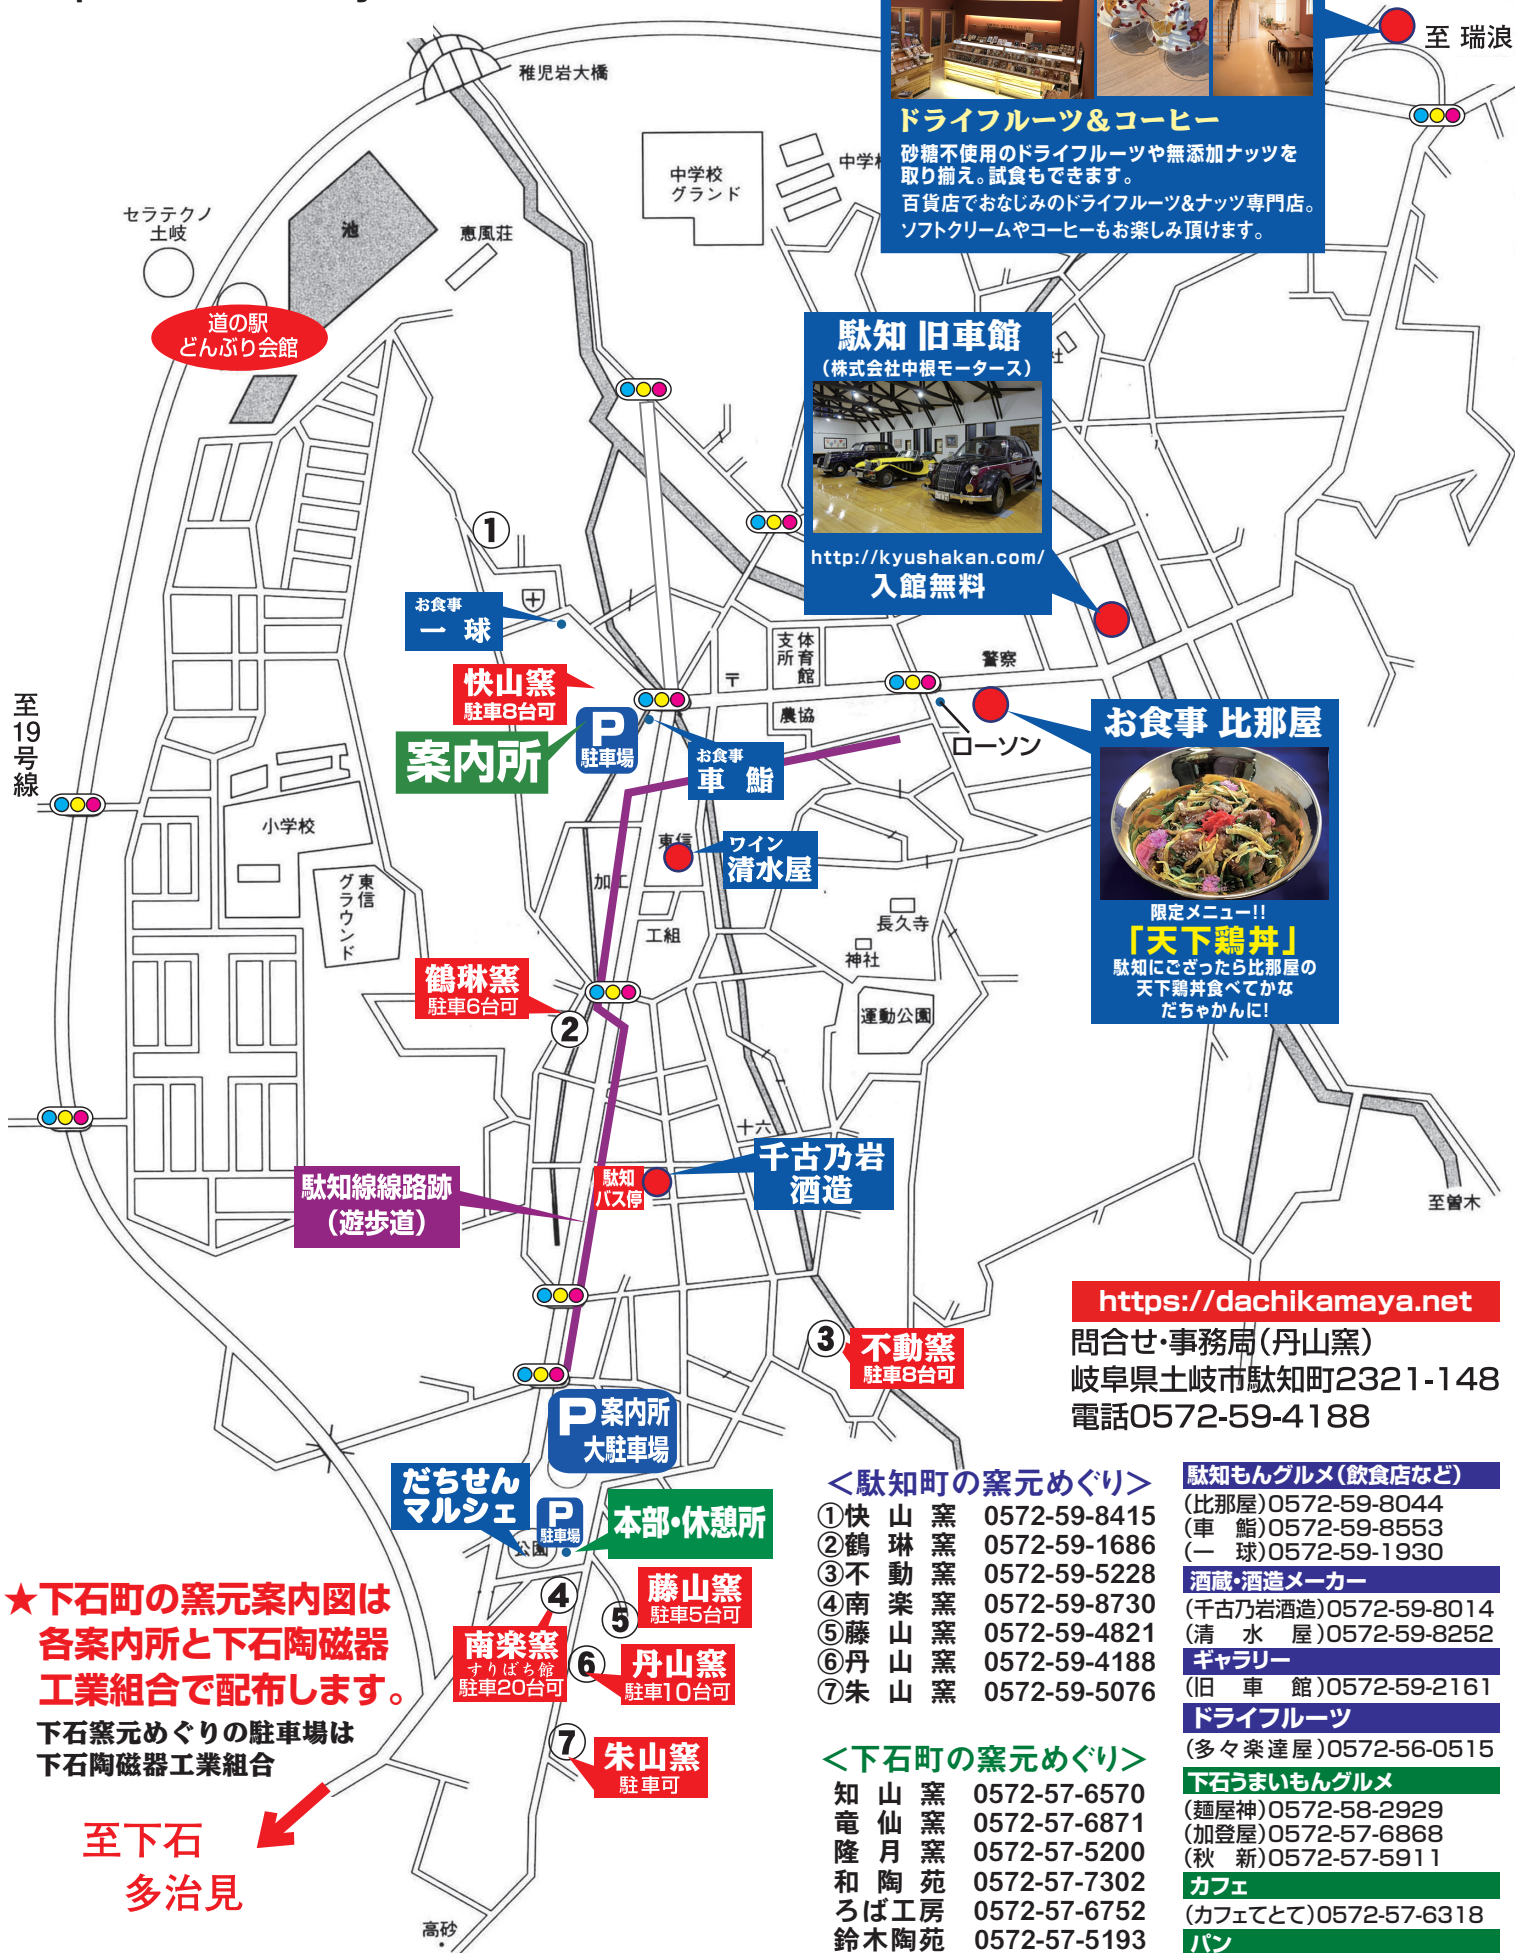 稚児岩大橋
至 瑞浪
ドライフルーツ&コーヒー
砂糖不使用のドライフルーツや無添加ナッツを
取り揃え。試食もできます。
百貨店でおなじみのドライフルーツ&ナッツ専門店。
ソフトクリームやコーヒーもお楽しみ頂けます。
中学校
グランド
中学
セラテクノ
土岐
池
恵風荘
道の駅
どんぶり会館
駄知 旧車館
(株式会社中根モータース)
http://kyushakan.com/
入館無料
社
①
お食事
一 球
快山窯
駐車8台可
案内所
P
駐車場
〒
支所
体育館
農協
警察
ローソン
お食事
車 鮨
お食事 比那屋
限定メニュー!!
「天下鶏丼」
駄知にござったら比那屋の
天下鶏丼食べてかな
だちゃかんに!
至19号線
小学校
東信
グラウンド
東信
ワイン
清水屋
加工
工組
長久寺
神社
運動公園
鶴琳窯
駐車6台可
②
十六
千古乃岩
酒造
駄知
バス停
駄知線線路跡
(遊歩道)
至曽木
③
不動窯
駐車8台可
https://dachikamaya.net
問合せ・事務局(丹山窯)
岐阜県土岐市駄知町2321-148
電話0572-59-4188
P 案内所
大駐車場
だちせん
マルシェ
P
駐車場
公園
本部・休憩所
④
南楽窯
すりばち館
駐車20台可
⑤
藤山窯
駐車5台可
⑥
丹山窯
駐車10台可
⑦
朱山窯
駐車可
★下石町の窯元案内図は
各案内所と下石陶磁器
工業組合で配布します。
下石窯元めぐりの駐車場は
下石陶磁器工業組合
至下石
多治見
高砂
<駄知町の窯元めぐり>
①快山窯 0572-59-8415
②鶴琳窯 0572-59-1686
③不動窯 0572-59-5228
④南楽窯 0572-59-8730
⑤藤山窯 0572-59-4821
⑥丹山窯 0572-59-4188
⑦朱山窯 0572-59-5076
<下石町の窯元めぐり>
知山窯 0572-57-6570
竜仙窯 0572-57-6871
隆月窯 0572-57-5200
和陶苑 0572-57-7302
ろば工房 0572-57-6752
鈴木陶苑 0572-57-5193
駄知もんグルメ(飲食店など)
(比那屋)0572-59-8044
(車 鮨)0572-59-8553
(一 球)0572-59-1930
酒蔵・酒造メーカー
(千古乃岩酒造)0572-59-8014
(清 水 屋)0572-59-8252
ギャラリー
(旧 車 館)0572-59-2161
ドライフルーツ
(多々楽達屋)0572-56-0515
下石うまいもんグルメ
(麺屋神)0572-58-2929
(加登屋)0572-57-6868
(秋 新)0572-57-5911
カフェ
(カフェてとて)0572-57-6318
パン